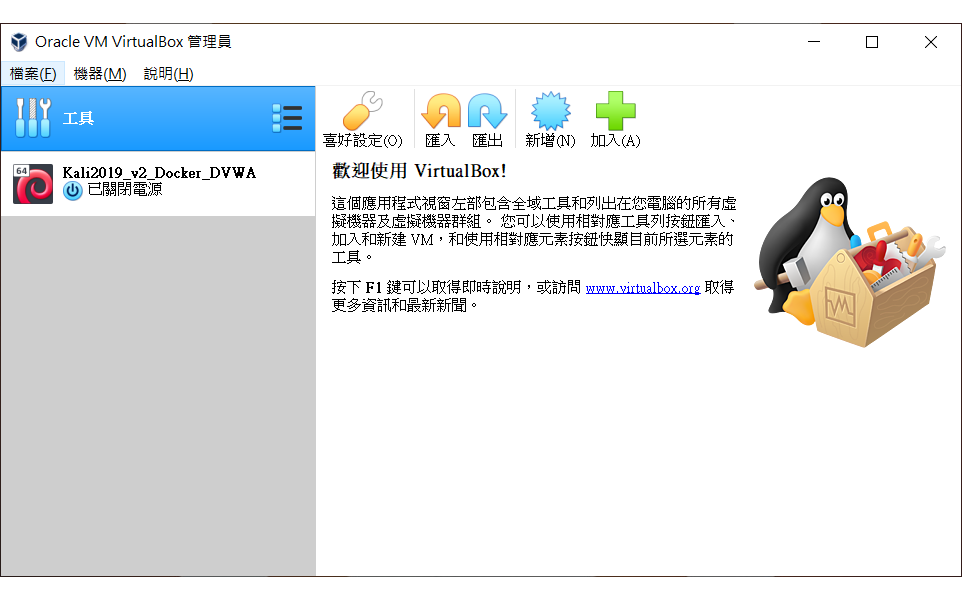 Oracle VM VirtualBox 管理員
檔案(F) 機器(M) 說明(H)
工具
喜好設定(O) 匯入 匯出 新增(N) 加入(A)
64
Kali2019_v2_Docker_DVWA
已關閉電源
歡迎使用 VirtualBox!
這個應用程式視窗左部包含全域工具和列出在您電腦的所有虛
擬機器及虛擬機器群組。 您可以使用相對應工具列按鈕匯入、
加入和新建 VM，和使用相對應元素按鈕快顯目前所選元素的
工具。
按下 F1 鍵可以取得即時說明，或訪問 www.virtualbox.org 取得
更多資訊和最新新聞。